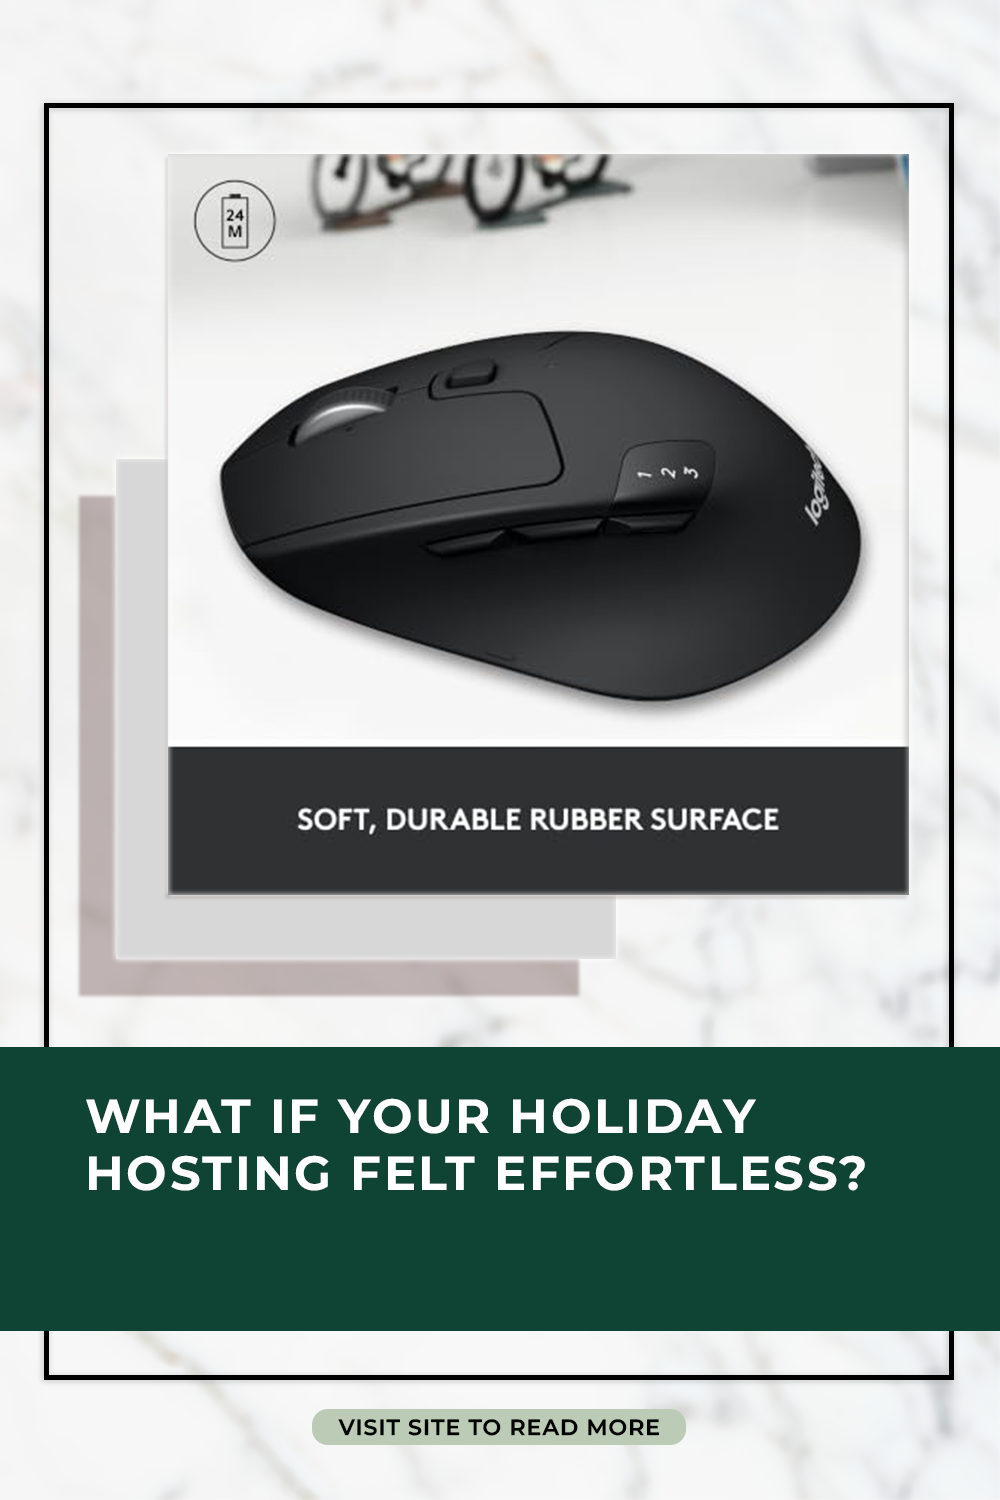 24
M
1 2 3
logitech
SOFT, DURABLE RUBBER SURFACE
WHAT IF YOUR HOLIDAY
HOSTING FELT EFFORTLESS?
VISIT SITE TO READ MORE